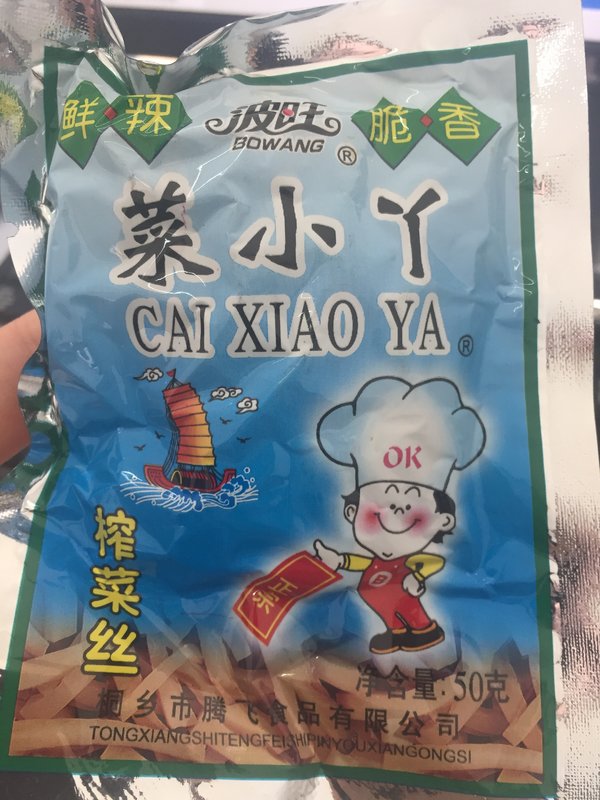 鲜·辣
波旺
BOWANG ®
脆·香
菜小丫
CAI XIAO YA ®
OK
榨菜丝
净含量:50克
桐乡市腾飞食品有限公司
TONGXIANGSHITENGFEISHIPINYOUXIANGONGSI